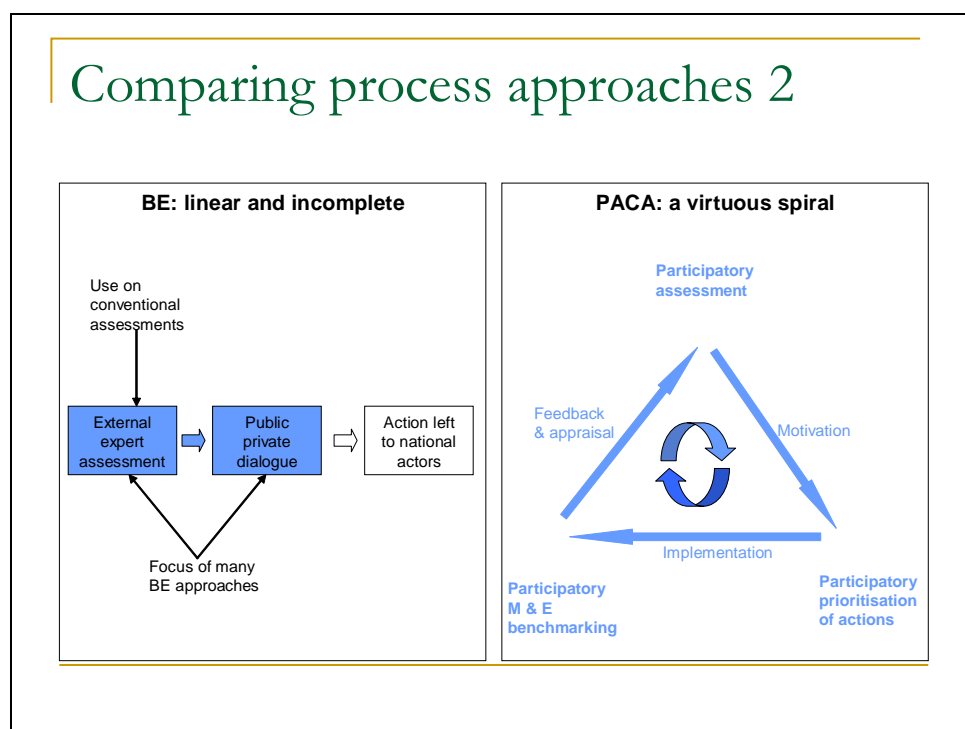 Comparing process approaches 2
BE: linear and incomplete
Use on
conventional
assessments
External
expert
assessment
Public
private
dialogue
Action left
to national
actors
Focus of many
BE approaches
PACA: a virtuous spiral
Participatory
assessment
Feedback
& appraisal
Motivation
Implementation
Participatory
M & E
benchmarking
Participatory
prioritisation
of actions